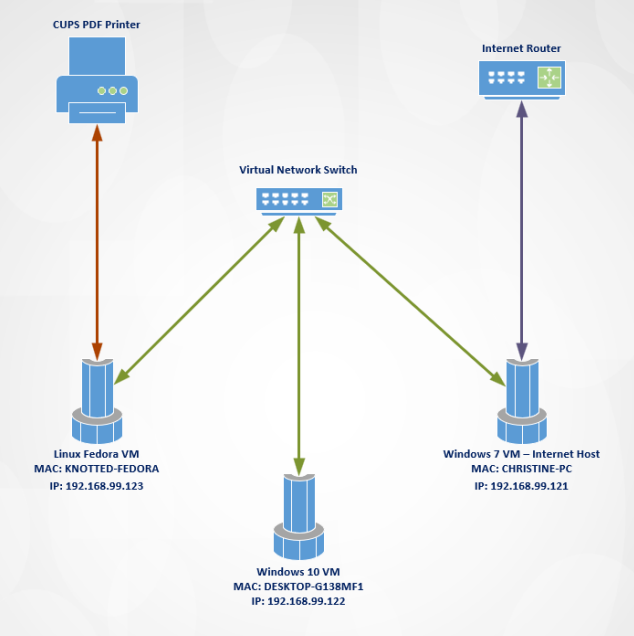 CUPS PDF Printer
Internet Router
Virtual Network Switch
Linux Fedora VM
MAC: KNOTTED-FEDORA
IP: 192.168.99.123
Windows 7 VM – Internet Host
MAC: CHRISTINE-PC
IP: 192.168.99.121
Windows 10 VM
MAC: DESKTOP-G138MF1
IP: 192.168.99.122